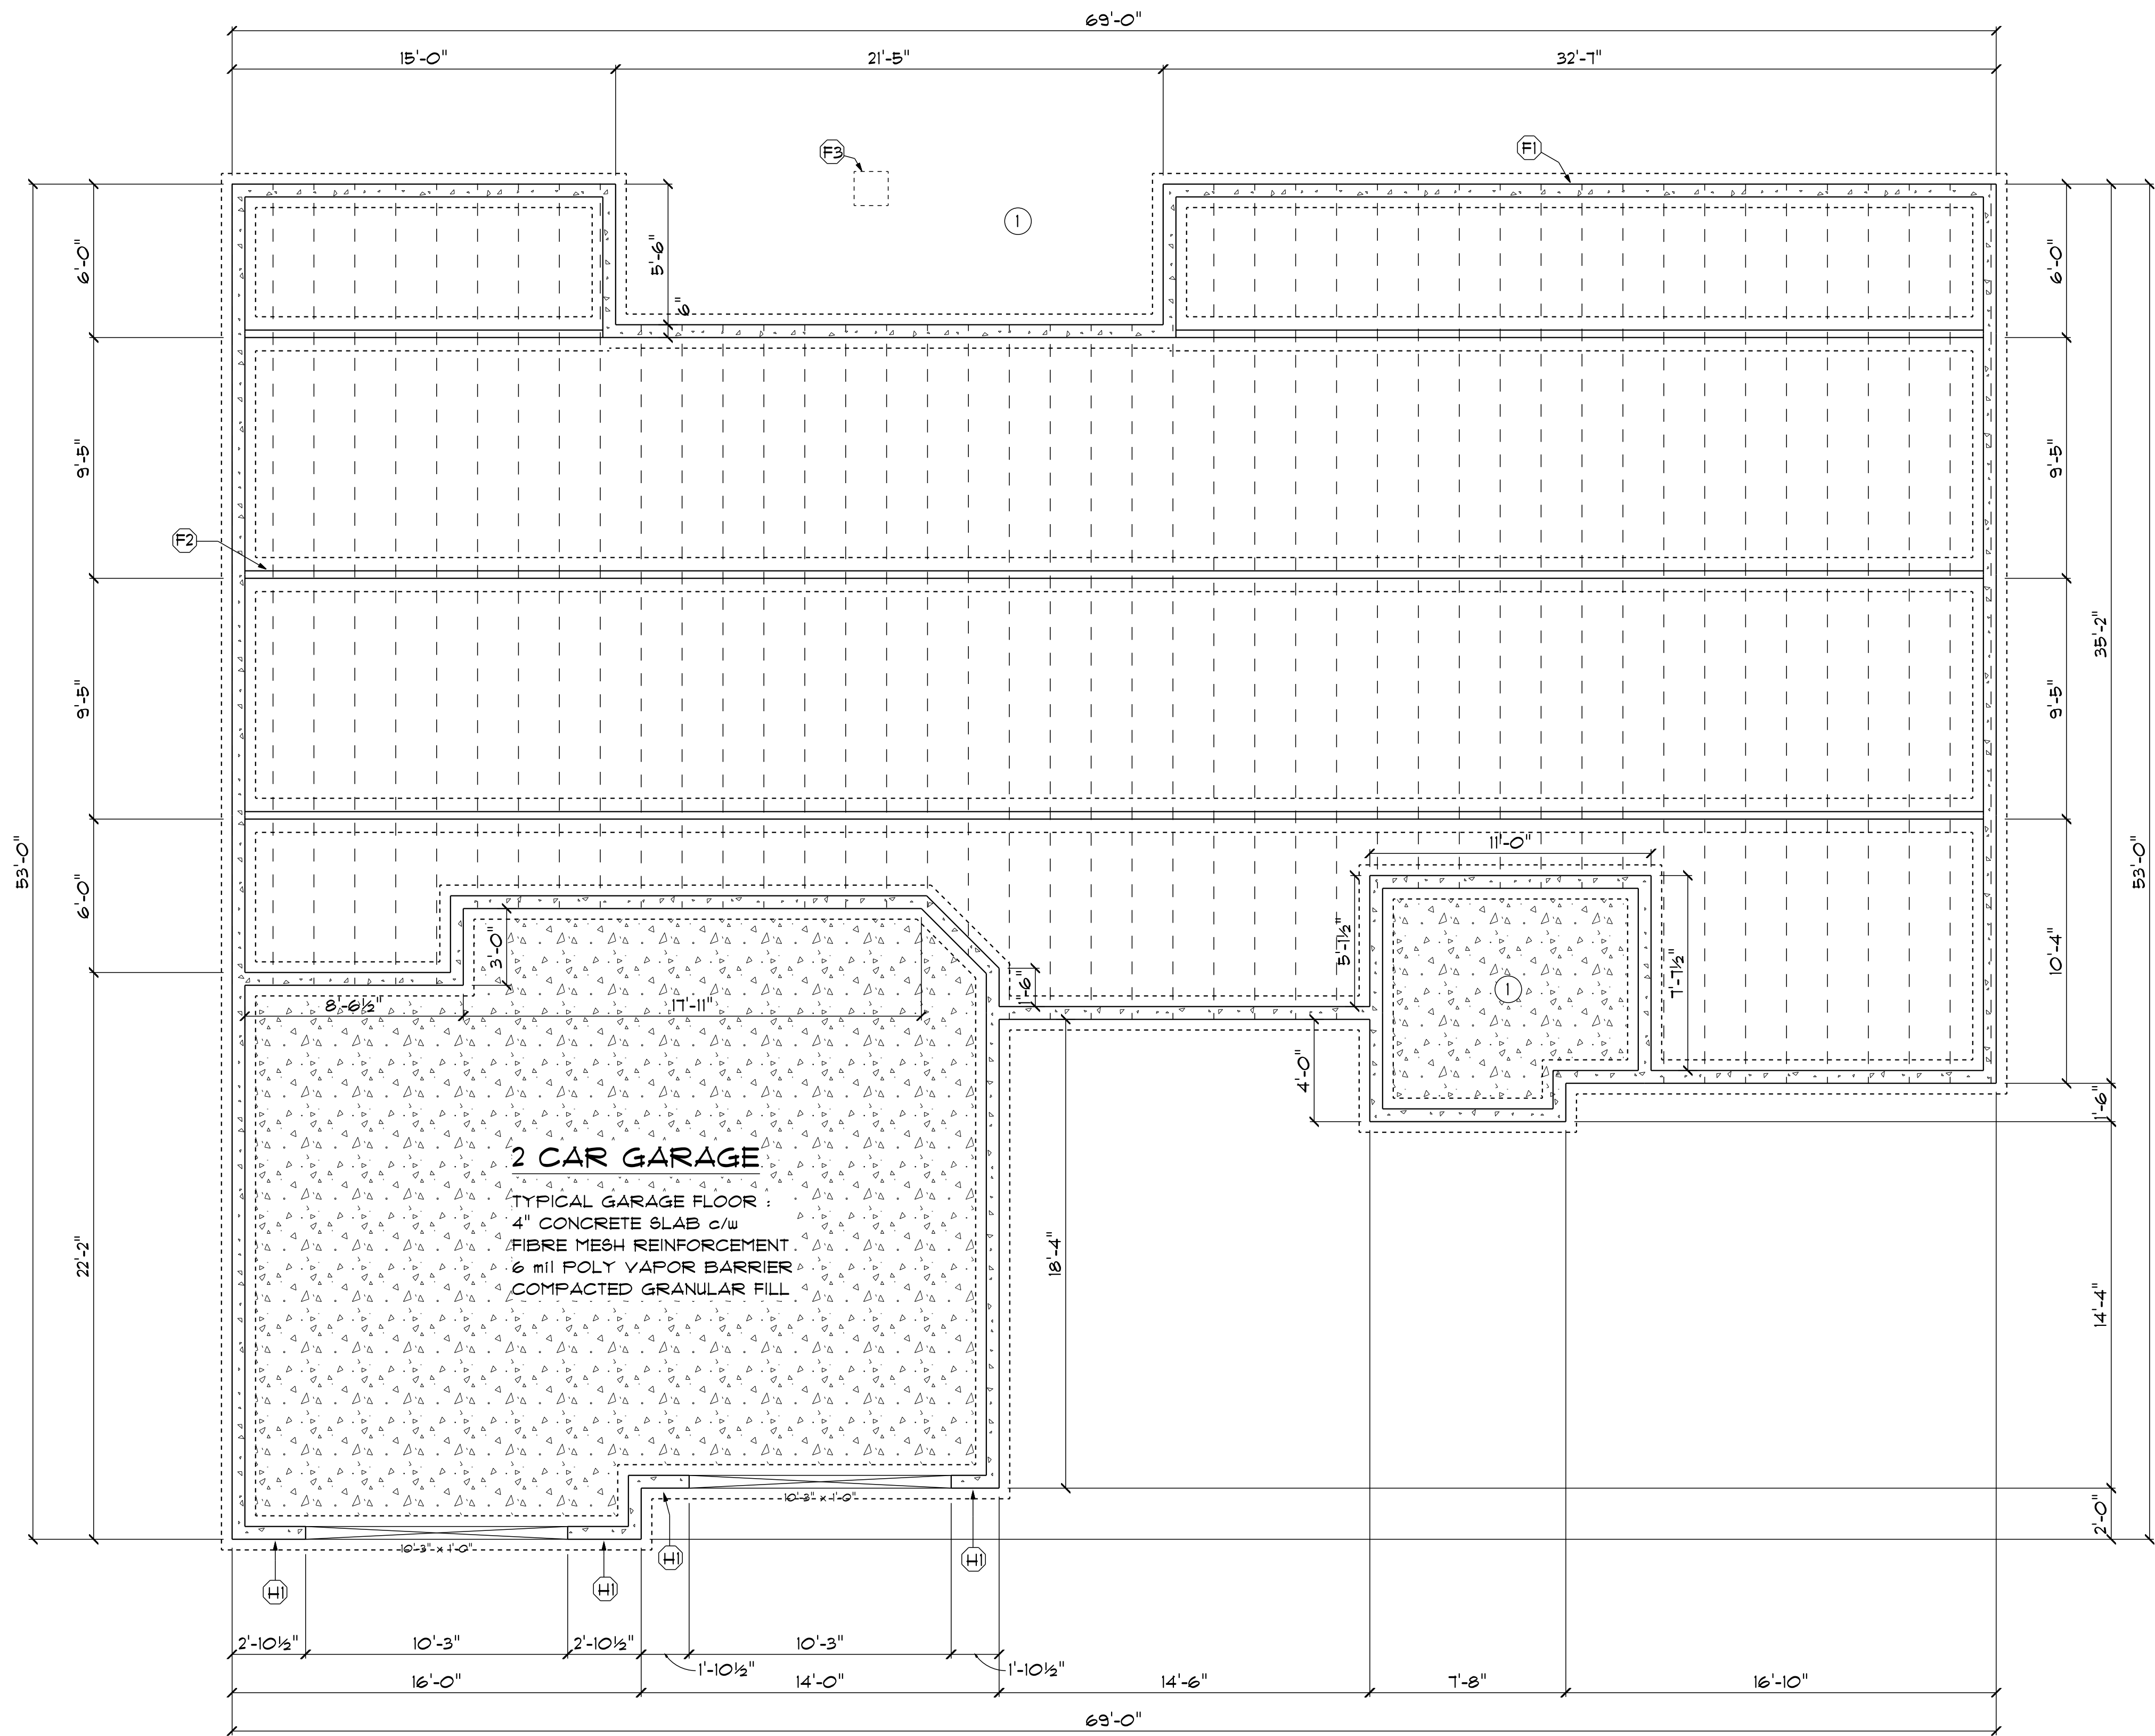 69'-0"
15'-0"
21'-5"
32'-7"
F3
F1
1
6'-0"
5'-6"
6"
6'-0"
9'-5"
9'-5"
F2
35'-2"
9'-5"
9'-5"
53'-0"
53'-0"
11'-0"
6'-0"
5'-1½"
3'-0"
7'-7½"
10'-4"
1'-6"
1
8'-6½"
17'-11"
4'-0"
1'-6"
2 CAR GARAGE
TYPICAL GARAGE FLOOR :
4" CONCRETE SLAB c/w
FIBRE MESH REINFORCEMENT
6 mil POLY VAPOR BARRIER
COMPACTED GRANULAR FILL
22'-2"
18'-4"
14'-4"
10'-3" x 1'-0"
2'-0"
10'-3" x 1'-0"
H1
H1
H1
H1
2'-10½"
10'-3"
2'-10½"
10'-3"
1'-10½"
1'-10½"
16'-0"
14'-0"
14'-6"
7'-8"
16'-10"
69'-0"